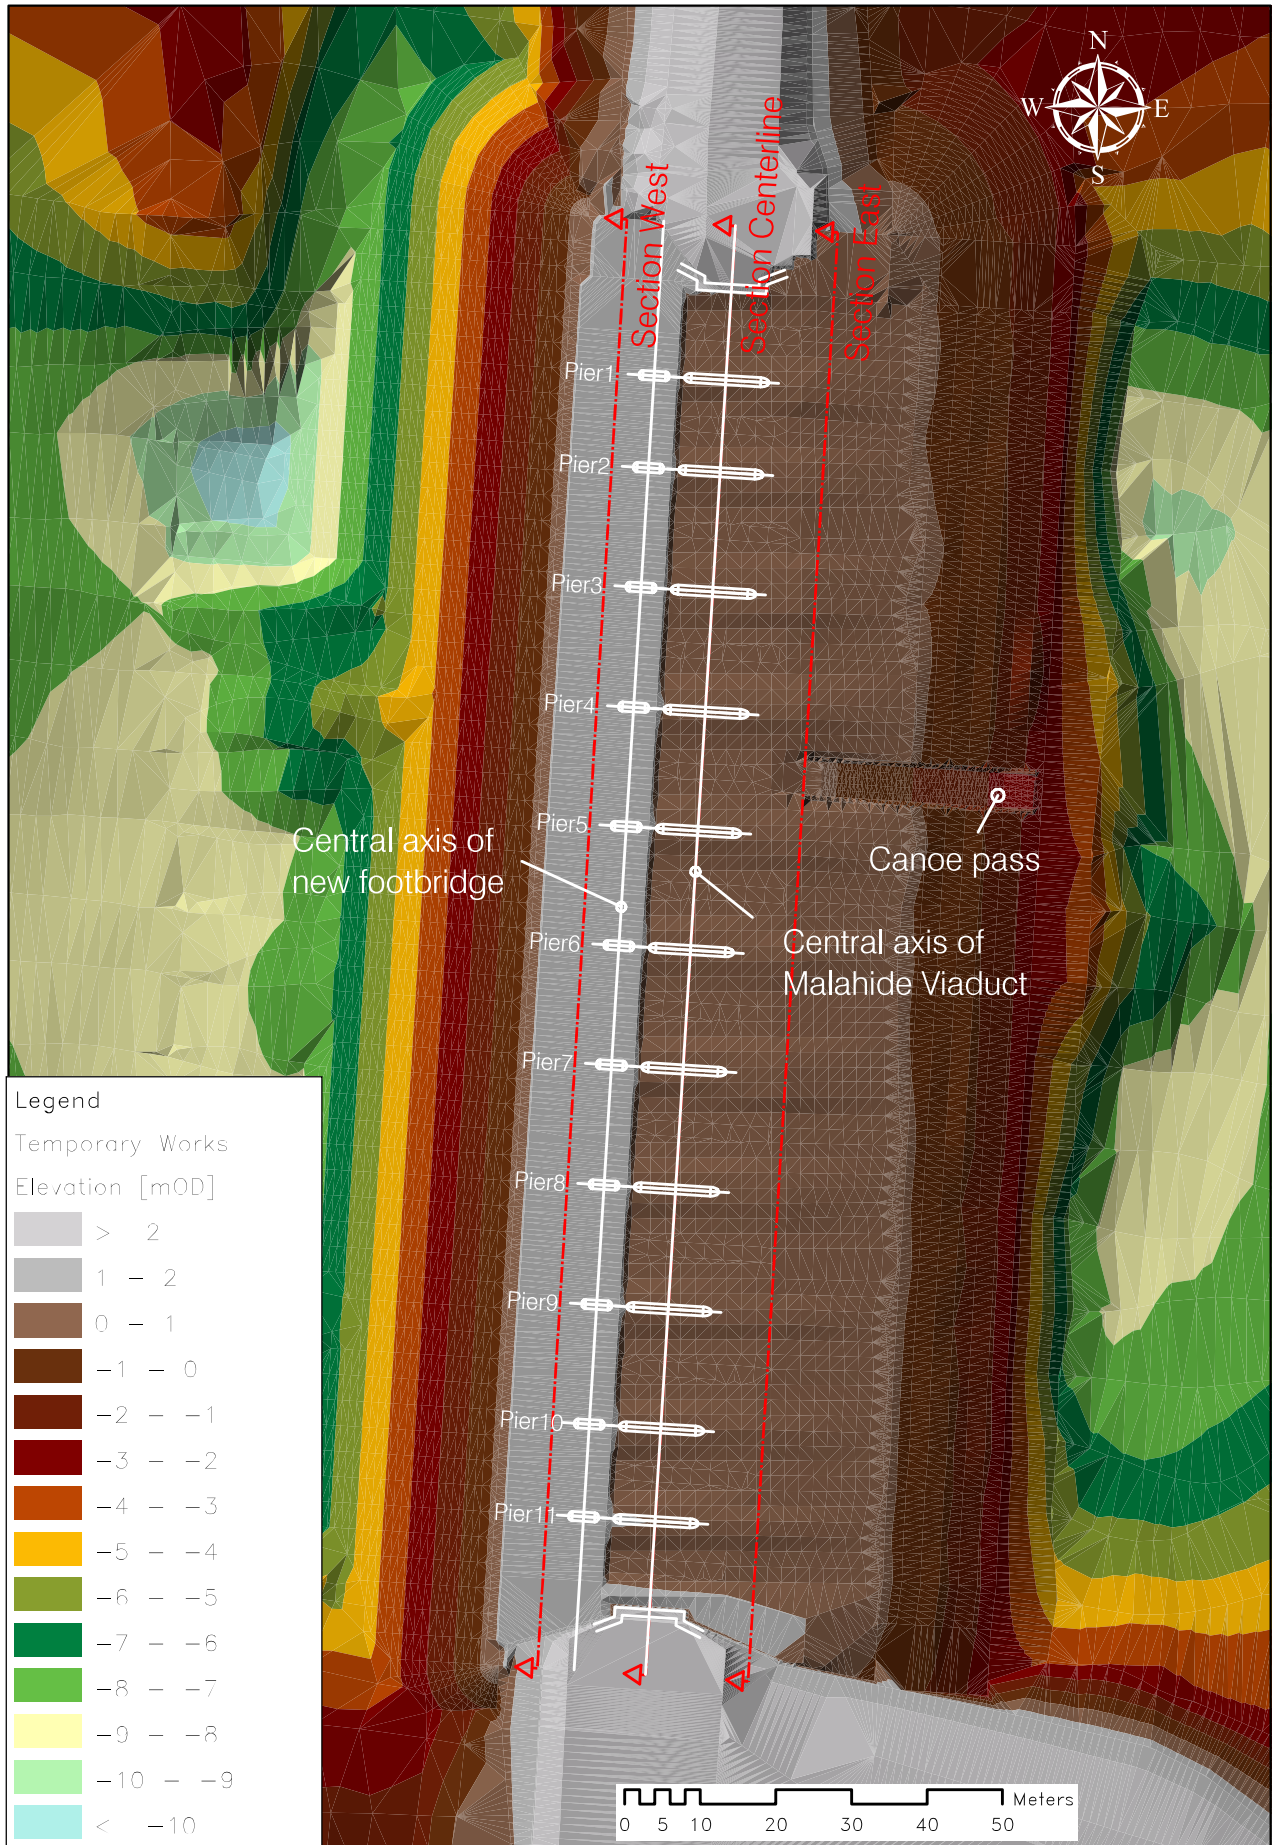 N
W E
S
Section West
Section Centerline
Section East
Pier1
Pier2
Pier3
Pier4
Pier5
Pier6
Pier7
Pier8
Pier9
Pier10
Pier11
Central axis of
new footbridge
Canoe pass
Central axis of
Malahide Viaduct
Legend
Temporary Works
Elevation [mOD]
> 2
1 – 2
0 – 1
-1 – 0
-2 – -1
-3 – -2
-4 – -3
-5 – -4
-6 – -5
-7 – -6
-8 – -7
-9 – -8
-10 – -9
< -10
Meters
0 5 10 20 30 40 50